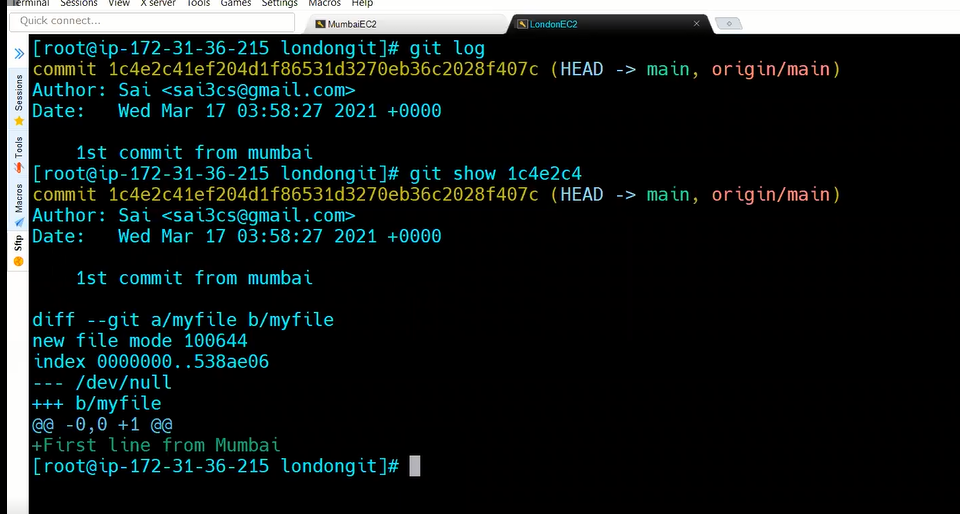 Terminal Sessions View X server Tools Games Settings Macros Help
Quick connect...
MumbaiEC2
LondonEC2
Sessions
Tools
Macros
Sftp
[root@ip-172-31-36-215 londongit]# git log
commit 1c4e2c41ef204d1f86531d3270eb36c2028f407c (HEAD -> main, origin/main)
Author: Sai <sai3cs@gmail.com>
Date:   Wed Mar 17 03:58:27 2021 +0000
    1st commit from mumbai
[root@ip-172-31-36-215 londongit]# git show 1c4e2c4
commit 1c4e2c41ef204d1f86531d3270eb36c2028f407c (HEAD -> main, origin/main)
Author: Sai <sai3cs@gmail.com>
Date:   Wed Mar 17 03:58:27 2021 +0000
    1st commit from mumbai
diff --git a/myfile b/myfile
new file mode 100644
index 0000000..538ae06
--- /dev/null
+++ b/myfile
@@ -0,0 +1 @@
+First line from Mumbai
[root@ip-172-31-36-215 londongit]#